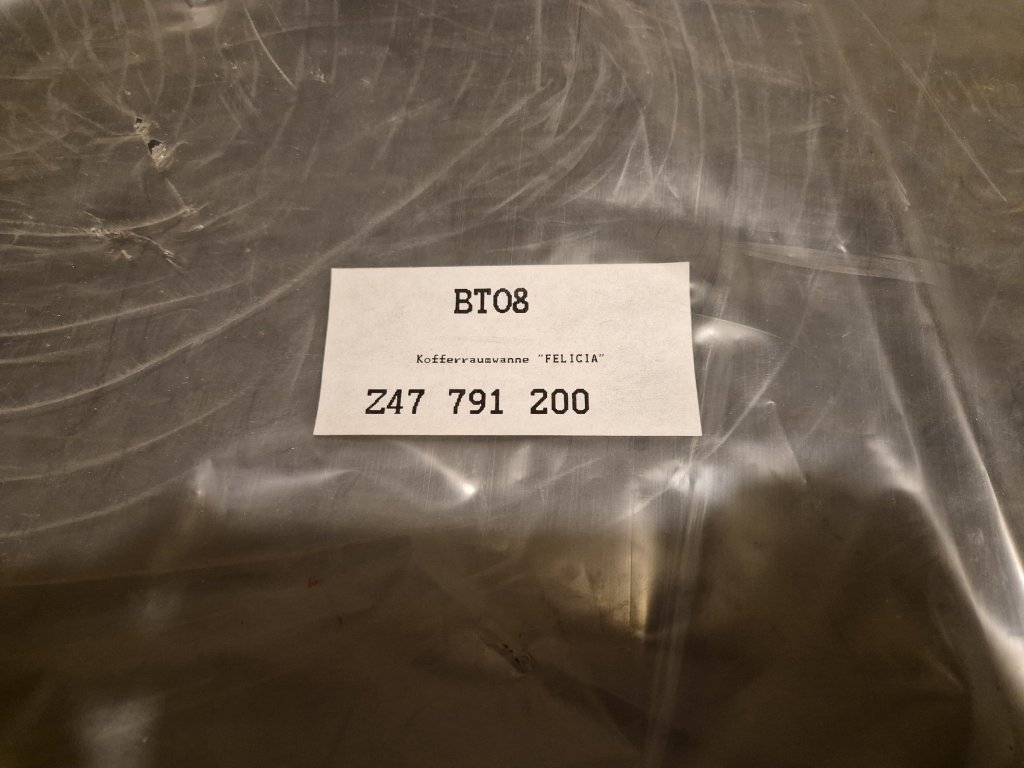 BT08
Kofferraumwanne "FELICIA"
Z47 791 200